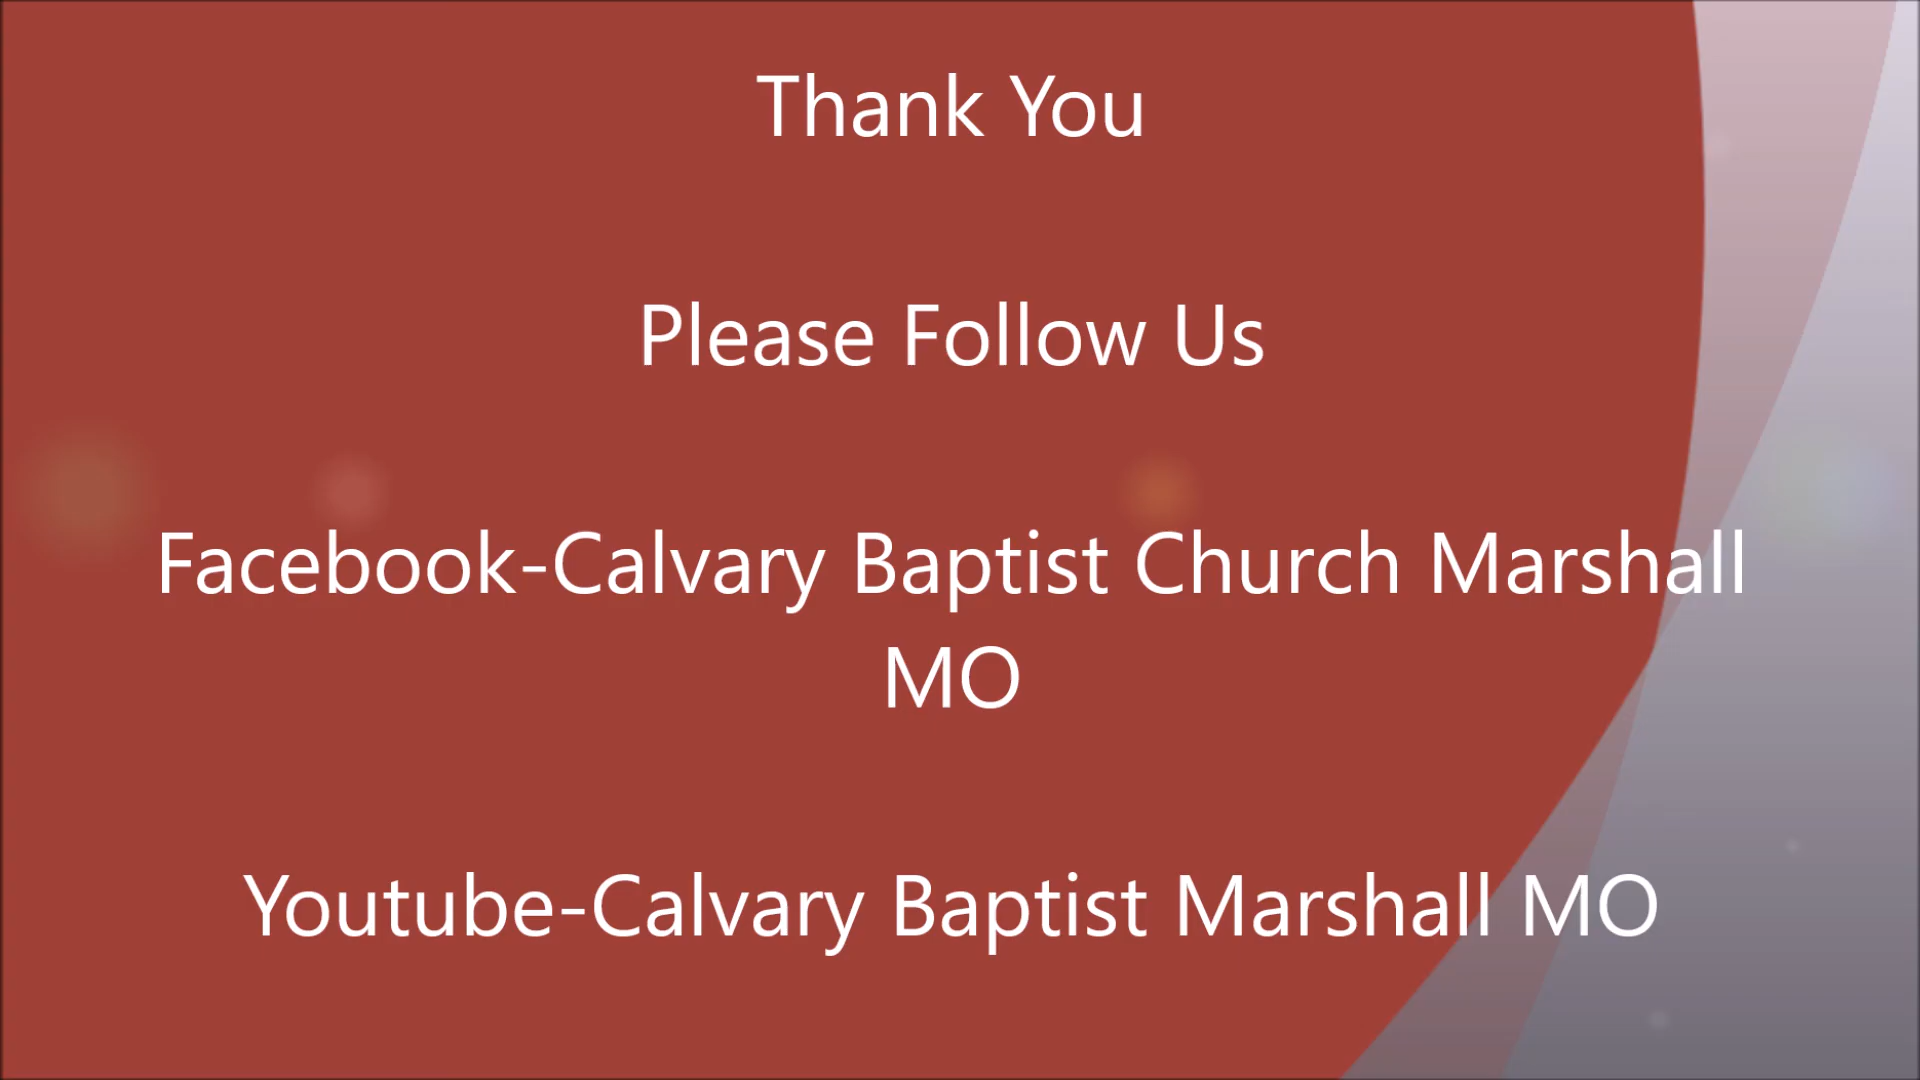 Thank You
Please Follow Us
Facebook-Calvary Baptist Church Marshall
MO
Youtube-Calvary Baptist Marshall MO